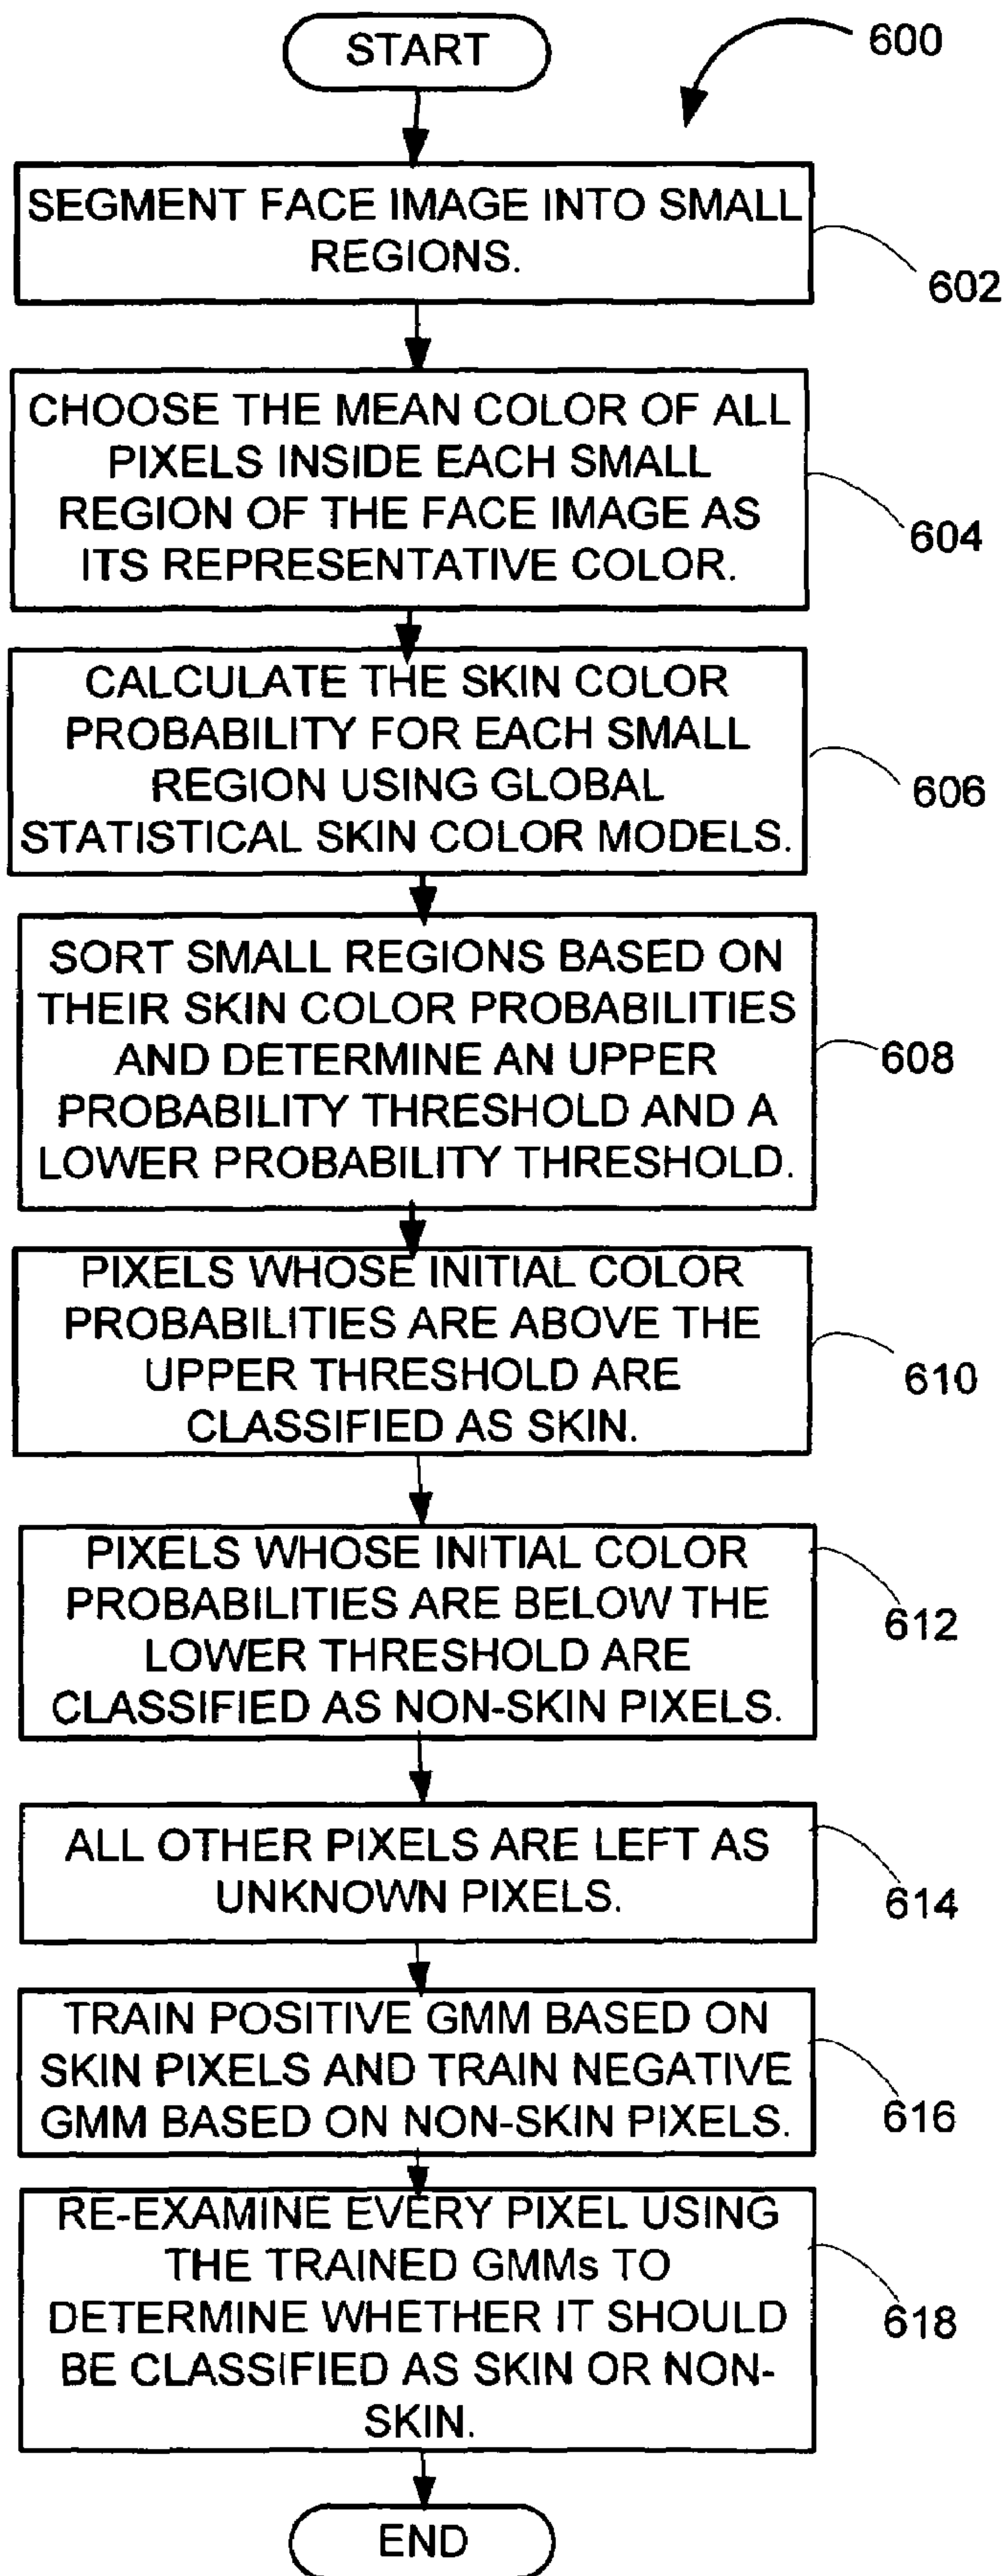 START
600
SEGMENT FACE IMAGE INTO SMALL
REGIONS.
602
CHOOSE THE MEAN COLOR OF ALL
PIXELS INSIDE EACH SMALL
REGION OF THE FACE IMAGE AS
ITS REPRESENTATIVE COLOR.
604
CALCULATE THE SKIN COLOR
PROBABILITY FOR EACH SMALL
REGION USING GLOBAL
STATISTICAL SKIN COLOR MODELS.
606
SORT SMALL REGIONS BASED ON
THEIR SKIN COLOR PROBABILITIES
AND DETERMINE AN UPPER
PROBABILITY THRESHOLD AND A
LOWER PROBABILITY THRESHOLD.
608
PIXELS WHOSE INITIAL COLOR
PROBABILITIES ARE ABOVE THE
UPPER THRESHOLD ARE
CLASSIFIED AS SKIN.
610
PIXELS WHOSE INITIAL COLOR
PROBABILITIES ARE BELOW THE
LOWER THRESHOLD ARE
CLASSIFIED AS NON-SKIN PIXELS.
612
ALL OTHER PIXELS ARE LEFT AS
UNKNOWN PIXELS.
614
TRAIN POSITIVE GMM BASED ON
SKIN PIXELS AND TRAIN NEGATIVE
GMM BASED ON NON-SKIN PIXELS.
616
RE-EXAMINE EVERY PIXEL USING
THE TRAINED GMMs TO
DETERMINE WHETHER IT SHOULD
BE CLASSIFIED AS SKIN OR NON-
SKIN.
618
END